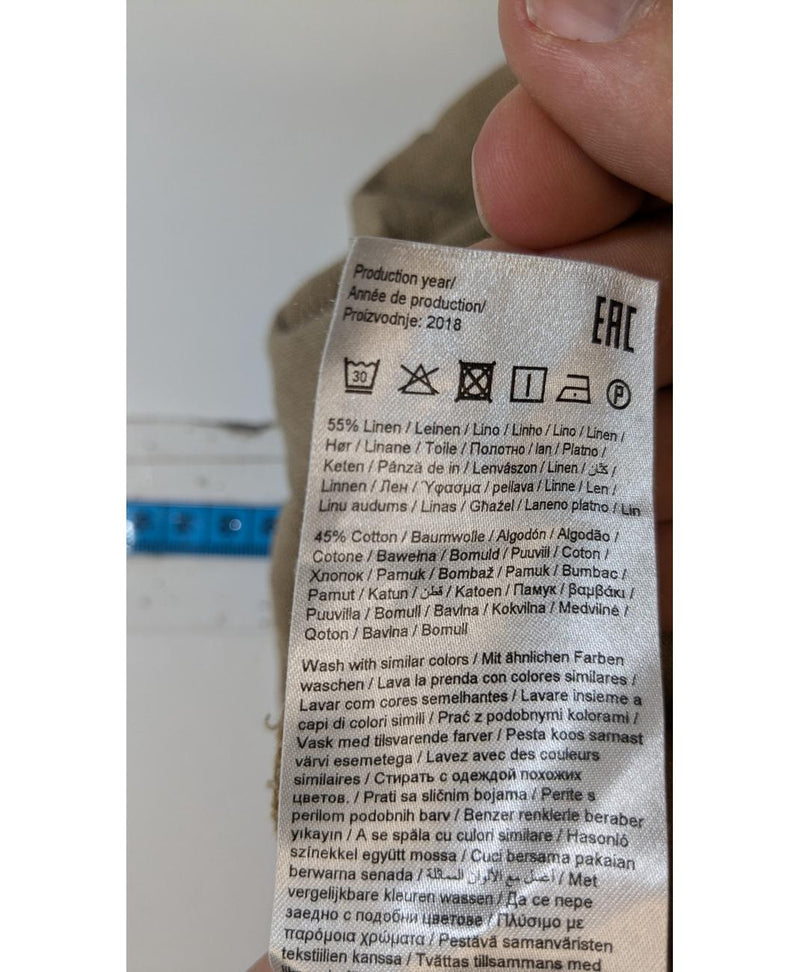 Production year/
Année de production/
Proizvodnje: 2018
EAC
30
P
55% Linen / Leinen / Lino / Linho / Lino / Linen /
Hør / Linane / Toile / Полотно / lan / Platno /
Keten / Pânzâ de in / Lenvászon / Linen / كتّان /
Linnen / Лен / Ύφασμα / pellava / Linne / Len /
Linu audums / Linas / Għażel / Laneno platno / Lin
45% Cotton / Baumwolle / Algodón / Algodão /
Cotone / Bawełna / Bomuld / Puuvill / Coton /
Хлопок / Pamuk / Bombaž / Pamuk / Bumbac /
Pamut / Katun / قطن / Katoen / Памук / βαμβάκι /
Puuvilla / Bomull / Bavlna / Kokvilna / Medvilnė /
Qoton / Bavlna / Bomull
Wash with similar colors / Mit ähnlichen Farben
waschen / Lava la prenda con colores similares /
Lavar com cores semelhantes / Lavare insieme a
capi di colori simili / Prać z podobnymi kolorami /
Vask med tilsvarende farver / Pesta koos sarnast
värvi esemetega / Lavez avec des couleurs
similaires / Стирать с одеждой похожих
цветов. / Prati sa sličnim bojama / Perite s
perilom podobnih barv / Benzer renklerle beraber
yıkayın / A se spăla cu culori similare / Hasonló
színekkel együtt mossa / Cuci bersama pakaian
berwarna senada / اغسل مع الألوان المماثلة / Met
vergelijkbare kleuren wassen / Да се пере
заедно с подобни цветове / Πλύσιμο με
παρόμοια χρώματα / Pestävä samanväristen
tekstiilien kanssa / Tvättas tillsammans med